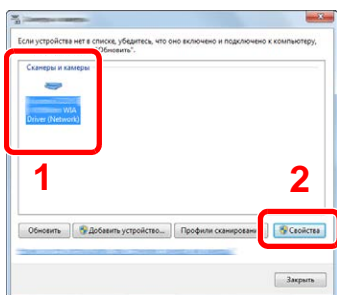 Если устройства нет в списке, убедитесь, что оно включено и подключено к компьютеру,
"Обновить".
Сканеры и камеры
WIA
Driver (Network)
1
2
Обновить
Добавить устройство...
Профили сканирован
Свойства
Закрыть